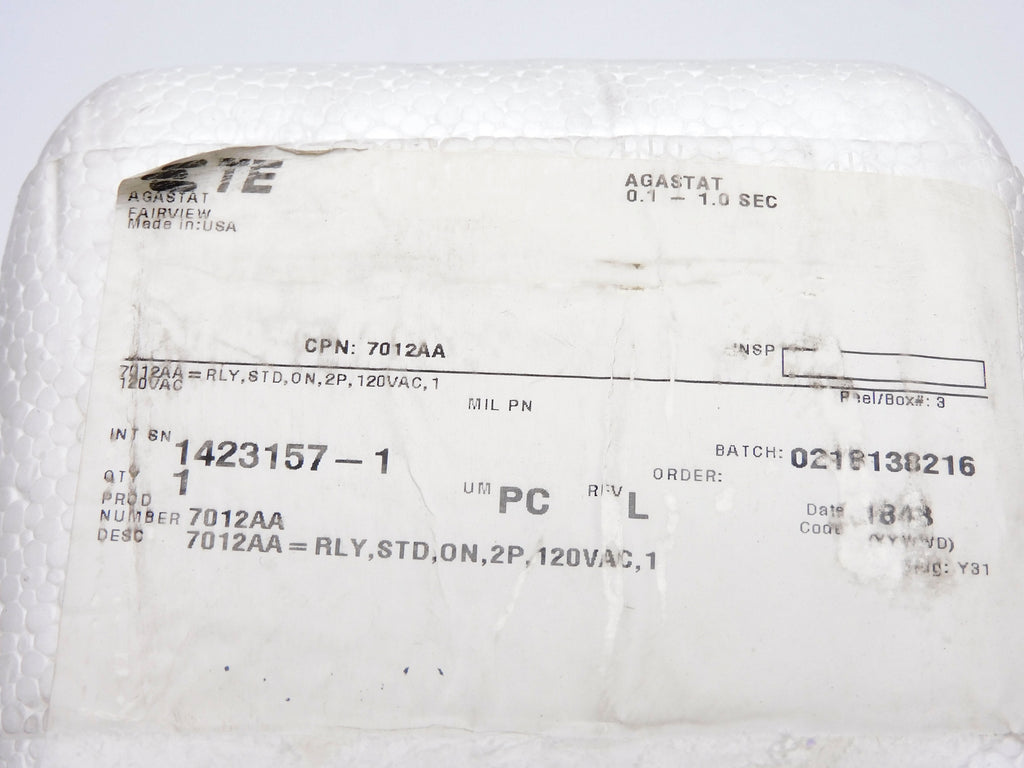 TE
AGASTAT
FAIRVIEW
Made in:USA
AGASTAT
0.1 - 1.0 SEC
CPN: 7012AA
INSP
7012AA=RLY,STD,ON,2P,120VAC,1
120VAC
Reel/Box#: 3
MIL PN
INT SN 1423157-1
BATCH:
ORDER:
QTY 1
UM PC
REV L
PROD
NUMBER 7012AA
Date
Code
(YYWWD)
DESC 7012AA=RLY,STD,ON,2P,120VAC,1
Y31